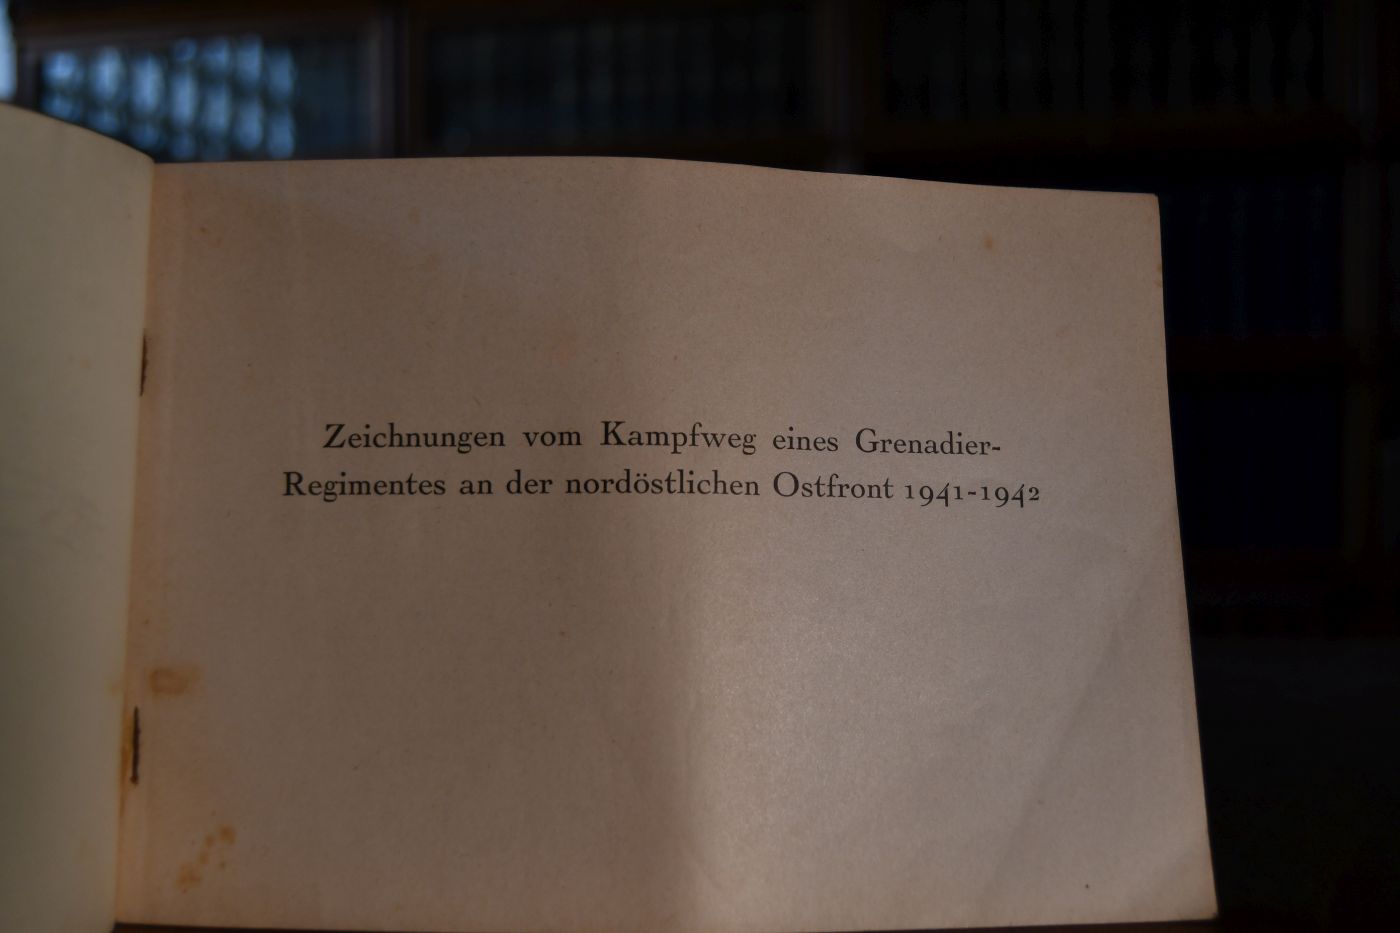 Zeichnungen vom Kampfweg eines Grenadier-
Regimentes an der nordöstlichen Ostfront 1941-1942